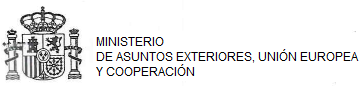 MINISTERIO
DE ASUNTOS EXTERIORES, UNIÓN EUROPEA
Y COOPERACIÓN